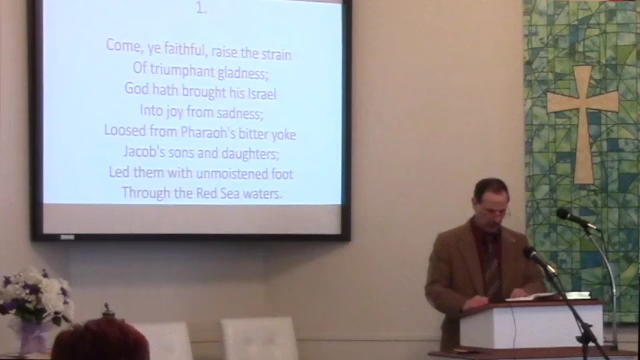 1.
Come, ye faithful, raise the strain
Of triumphant gladness;
God hath brought his Israel
Into joy from sadness;
Loosed from Pharaoh's bitter yoke
Jacob's sons and daughters;
Led them with unmoistened foot
Through the Red Sea waters.